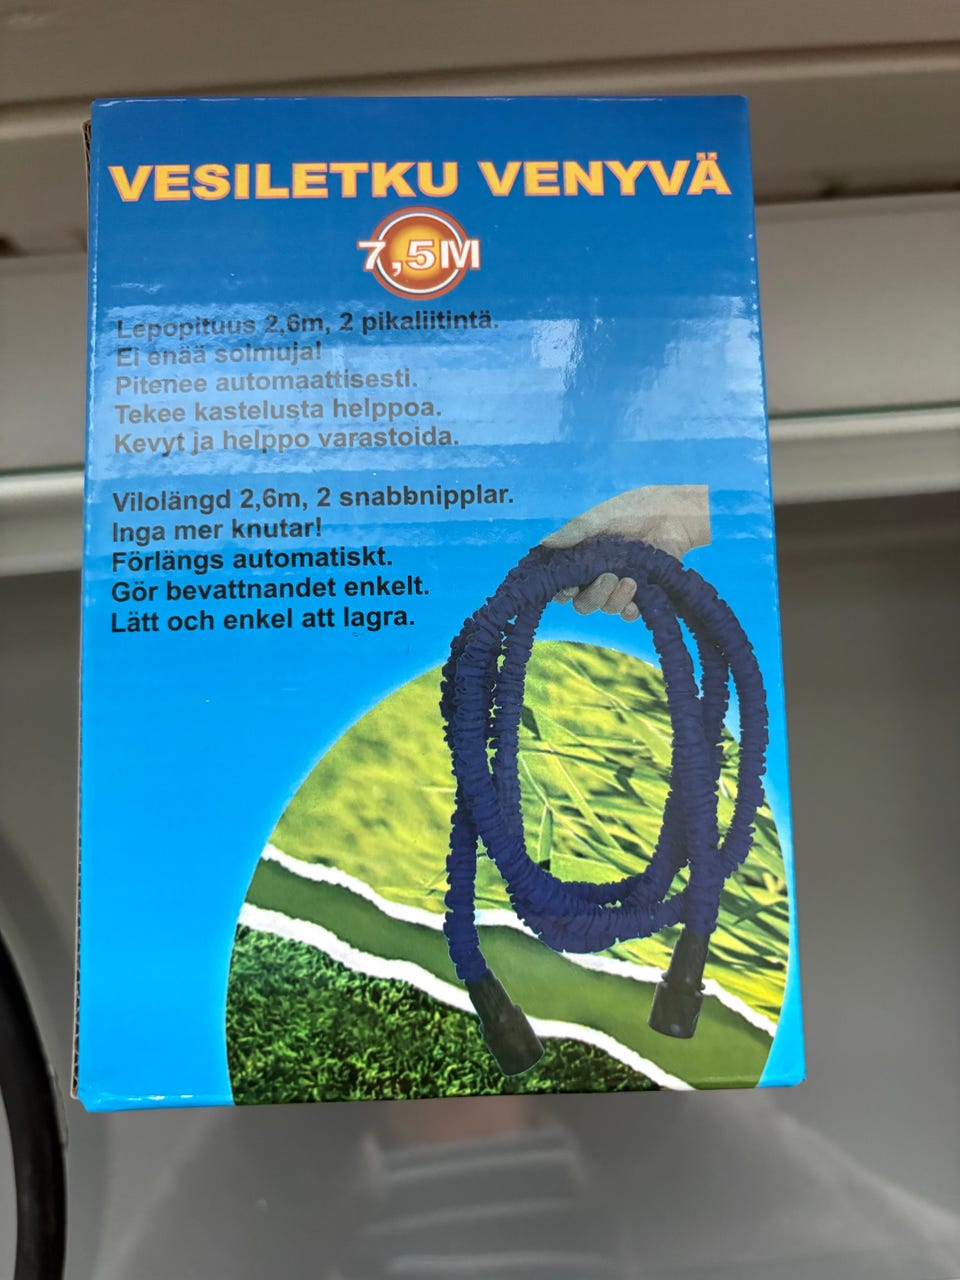 VESILETKU VENYVÄ
7,5M
Lepopituus 2,6m, 2 pikaliitintä.
Ei enää solmuja!
Pitenee automaattisesti.
Tekee kastelusta helppoa.
Kevyt ja helppo varastoida.
Vilolängd 2,6m, 2 snabbnipplar.
Inga mer knutar!
Förlängs automatiskt.
Gör bevattnandet enkelt.
Lätt och enkel att lagra.